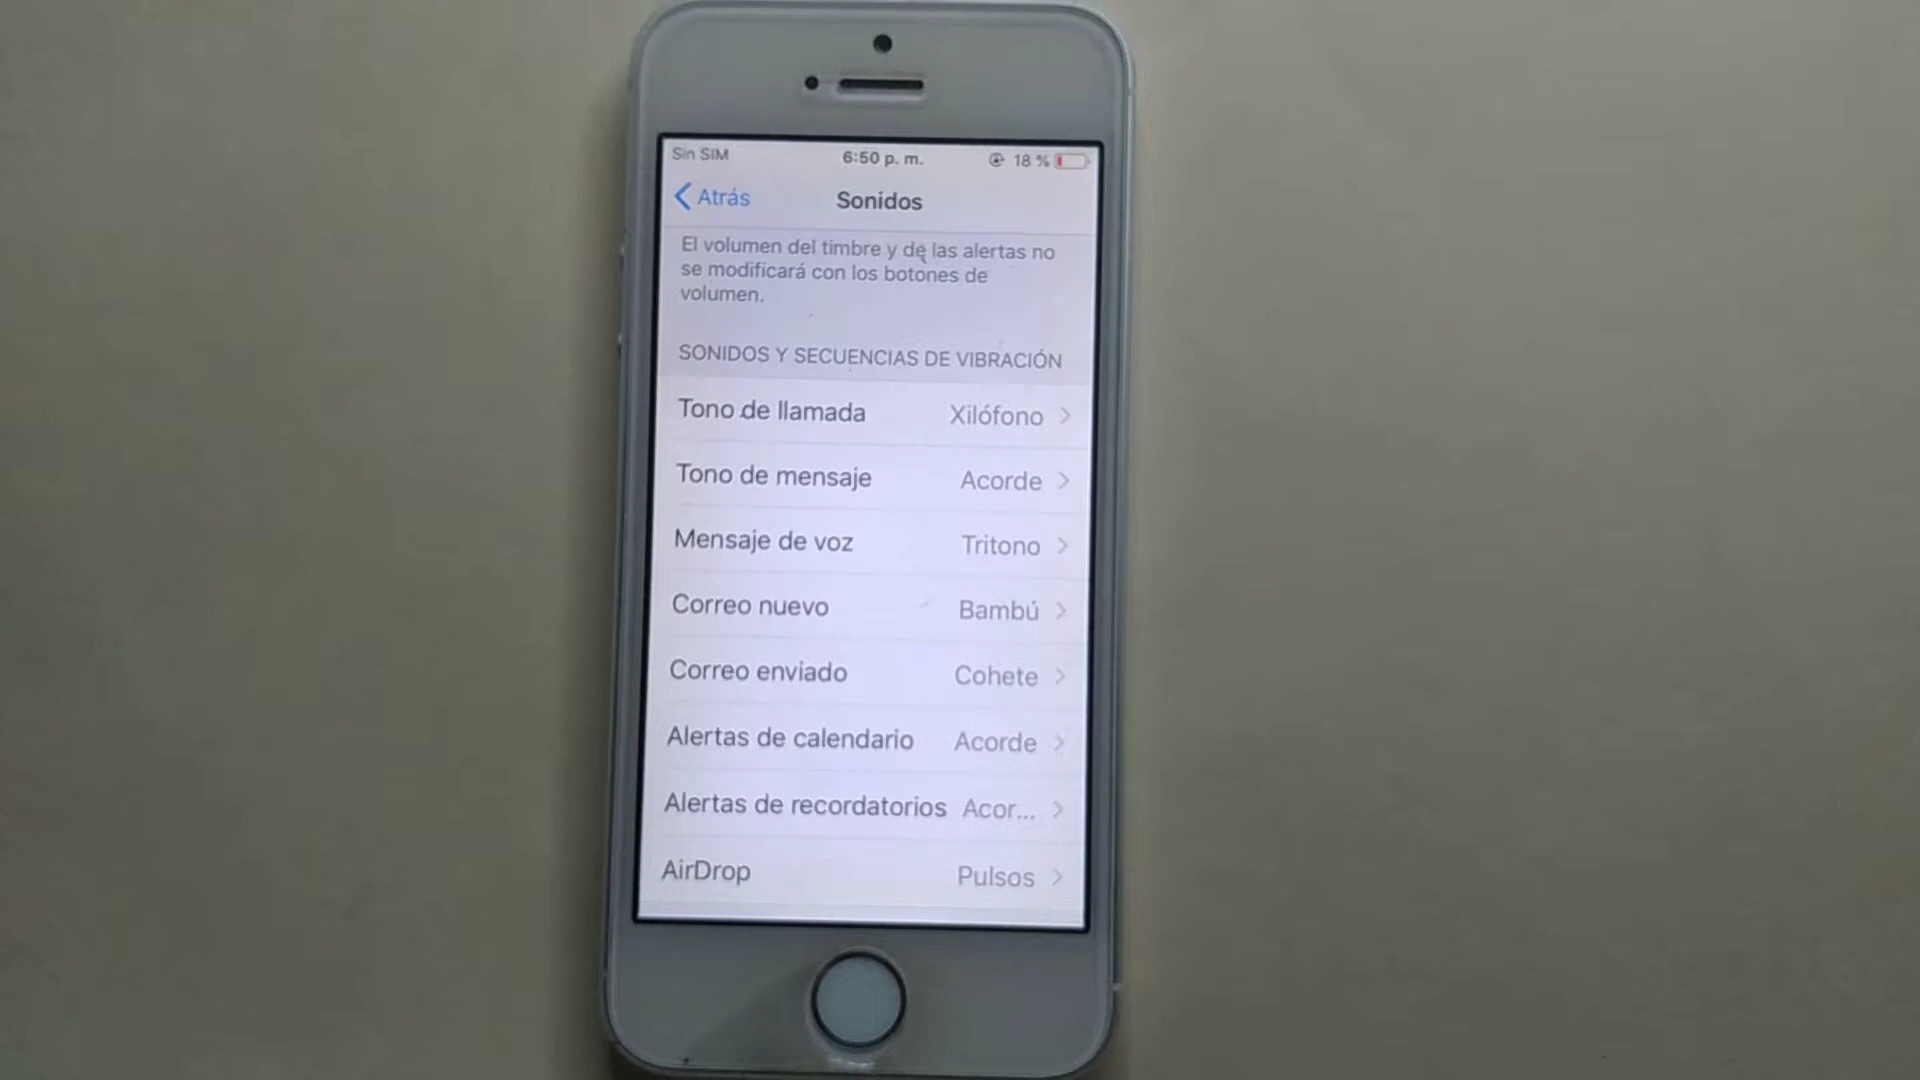 Sin SIM 6:50 p. m. 18 %
Atrás Sonidos
El volumen del timbre y de las alertas no
se modificará con los botones de
volumen.
SONIDOS Y SECUENCIAS DE VIBRACIÓN
Tono de llamada Xilófono
Tono de mensaje Acorde
Mensaje de voz Tritono
Correo nuevo Bambú
Correo enviado Cohete
Alertas de calendario Acorde
Alertas de recordatorios Acor...
AirDrop Pulsos